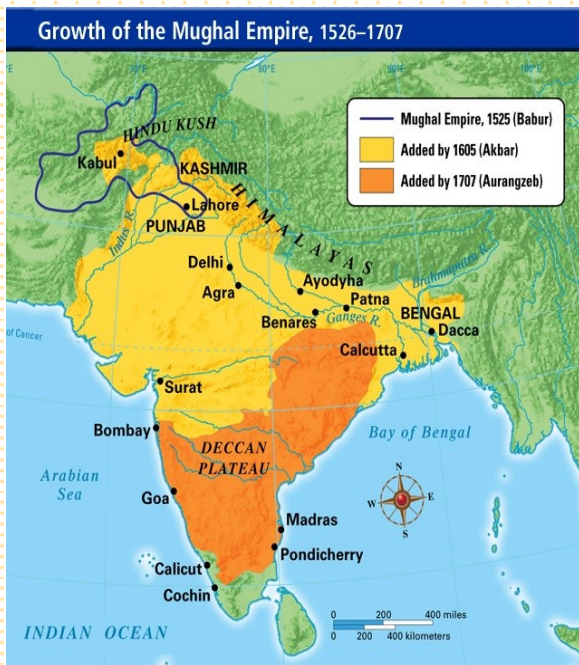 Growth of the Mughal Empire, 1526–1707
°E
70°E
80°E
90°E
100°E
Mughal Empire, 1525 (Babur)
Added by 1605 (Akbar)
Added by 1707 (Aurangzeb)
HINDU KUSH
Kabul
KASHMIR
HIMALAYAS
Lahore
PUNJAB
Indus R.
Delhi
Agra
Ayodyha
Brahmaputra R.
Patna
BENGAL
Benares
Ganges R.
Dacca
of Cancer
Calcutta
Surat
Bombay
DECCAN
PLATEAU
Bay of Bengal
Arabian
Sea
N
W
E
S
Goa
Madras
Pondicherry
Calicut
Cochin
0 200 400 miles
0 200 400 kilometers
INDIAN OCEAN